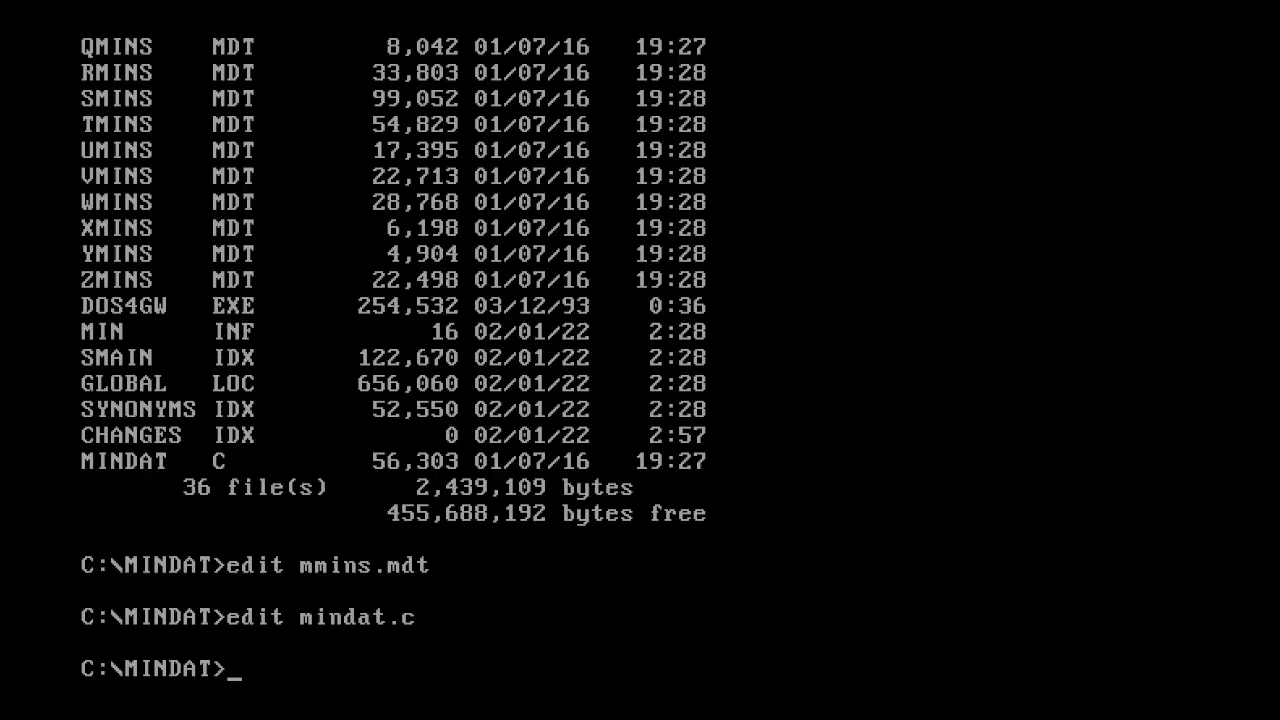 QMINS    MDT         8,042 01/07/16   19:27
RMINS    MDT        33,803 01/07/16   19:28
SMINS    MDT        99,052 01/07/16   19:28
TMINS    MDT        54,829 01/07/16   19:28
UMINS    MDT        17,395 01/07/16   19:28
VMINS    MDT        22,713 01/07/16   19:28
WMINS    MDT        28,768 01/07/16   19:28
XMINS    MDT         6,198 01/07/16   19:28
YMINS    MDT         4,904 01/07/16   19:28
ZMINS    MDT        22,498 01/07/16   19:28
DOS4GW   EXE       254,532 03/12/93    0:36
MIN      INF            16 02/01/22    2:28
SMAIN    IDX       122,670 02/01/22    2:28
GLOBAL   LOC       656,060 02/01/22    2:28
SYNONYMS IDX        52,550 02/01/22    2:28
CHANGES  IDX             0 02/01/22    2:57
MINDAT   C          56,303 01/07/16   19:27
       36 file(s)      2,439,109 bytes
                     455,688,192 bytes free
C:\MINDAT>edit mmins.mdt
C:\MINDAT>edit mindat.c
C:\MINDAT>_